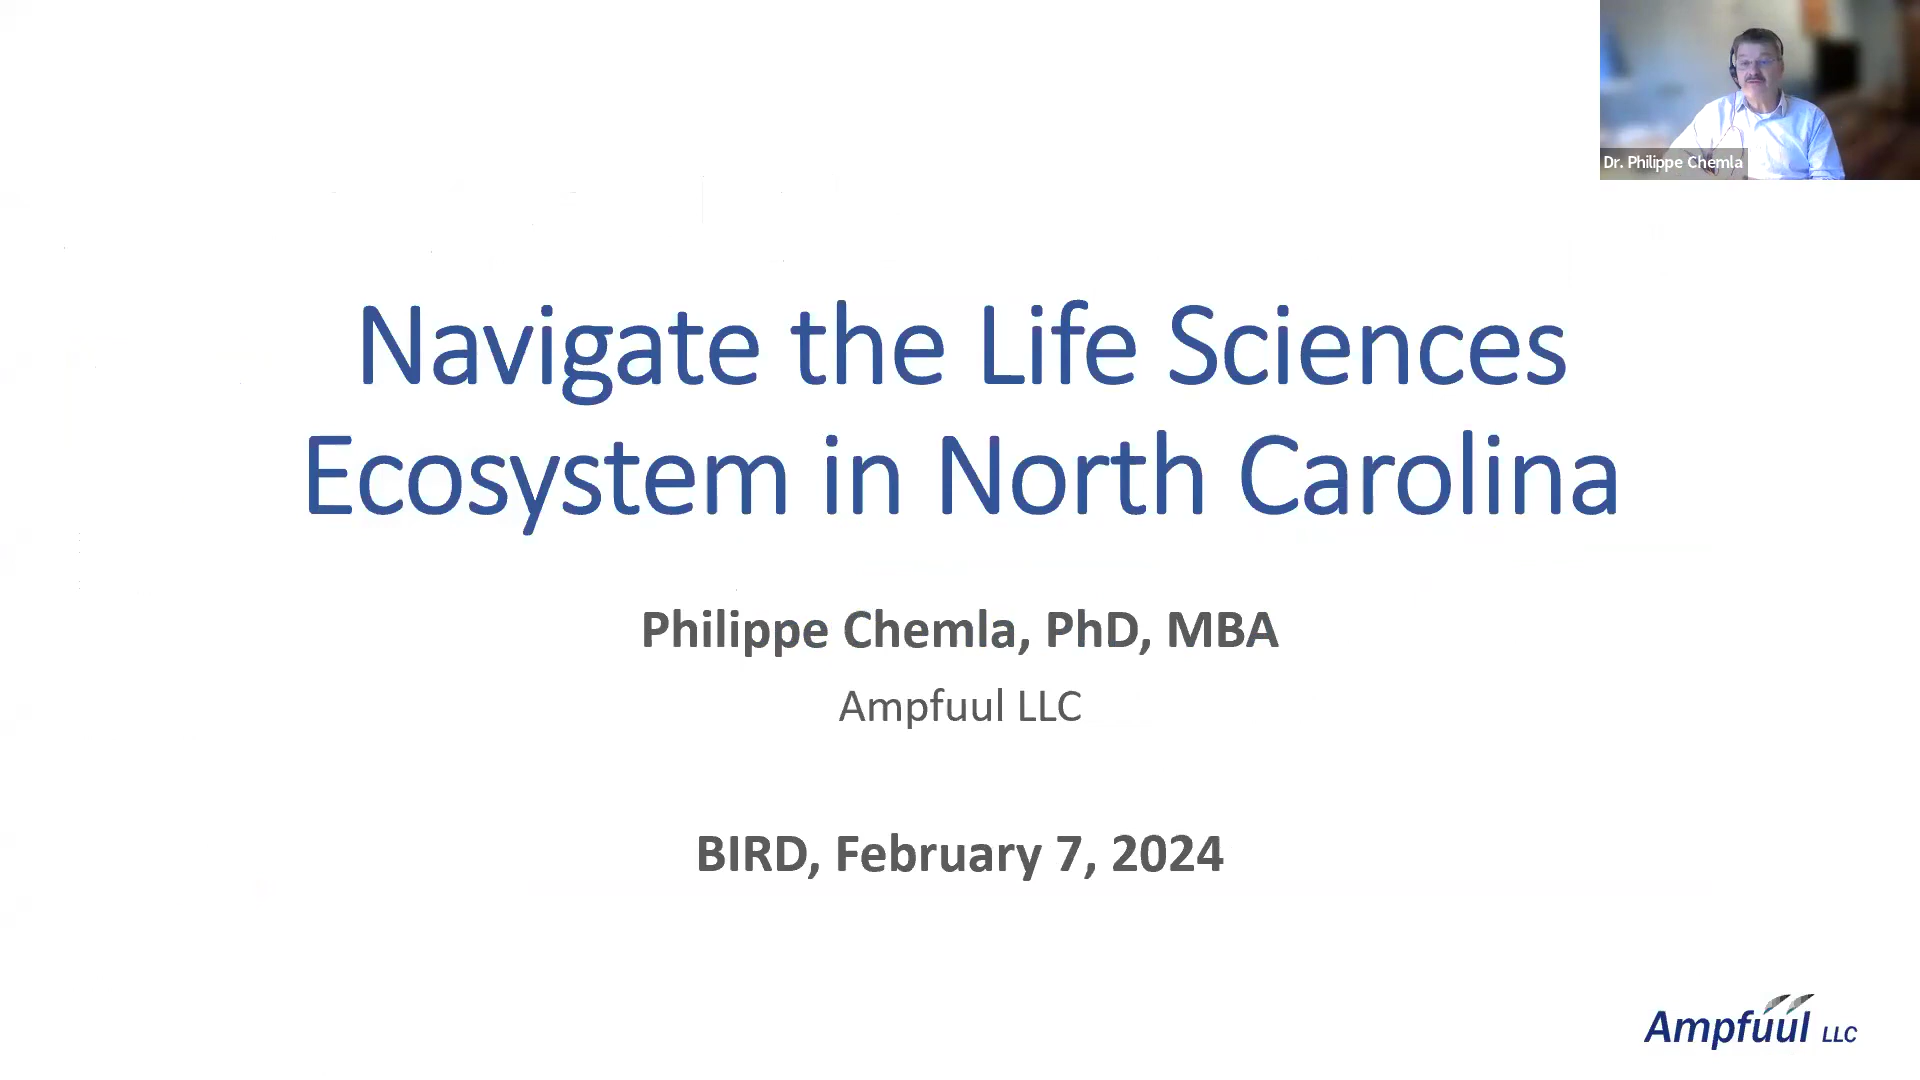 Dr. Philippe Chemla
Navigate the Life Sciences
Ecosystem in North Carolina
Philippe Chemla, PhD, MBA
Ampfuul LLC
BIRD, February 7, 2024
Ampfuul LLC